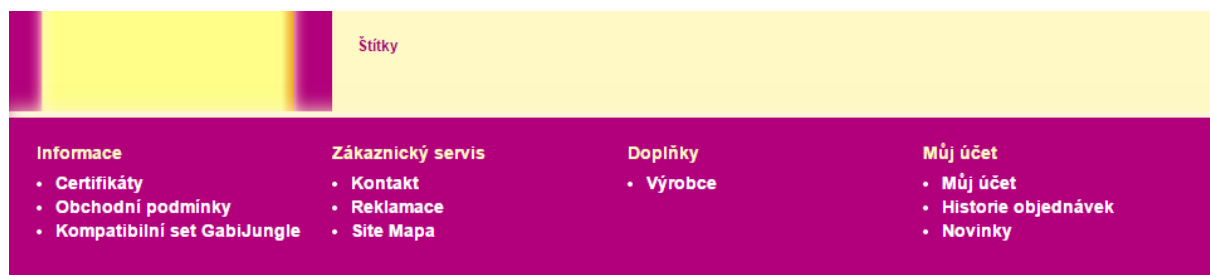 Štítky
Informace
Certifikáty
Obchodní podmínky
Kompatibilní set GabiJungle
Zákaznický servis
Kontakt
Reklamace
Site Mapa
Doplňky
Výrobce
Můj účet
Můj účet
Historie objednávek
Novinky